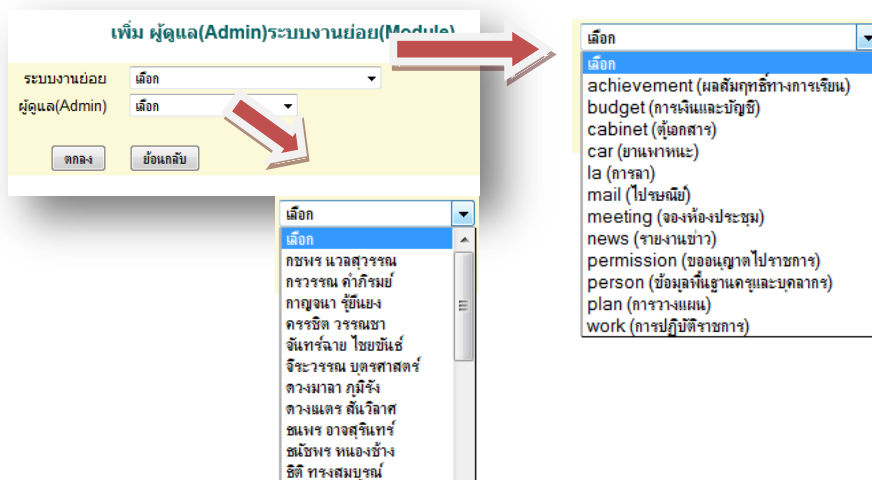 เพิ่ม ผู้ดูแล(Admin)ระบบงานย่อย(Module)
ระบบงานย่อย เลือก
ผู้ดูแล(Admin) เลือก
ตกลง ย้อนกลับ
เลือก
เลือก
กชพร แวลสุวรรณ
กรวรรณ คำภิรมย์
กาญจนา รู้ยืนยง
ครรชิต วรรณชา
จันทร์ฉาย ไชยขันธ์
จีระวรรณ บุตรศาสตร์
ดวงมาลา ภูมิรัง
ดวงเนตร สันวิลาศ
ชนพร อาจสุรินทร์
ชนัชพร หนองช้าง
ธิติ ทรงสมบูรณ์
เลือก
เลือก
achievement (ผลสัมฤทธิ์ทางการเรียน)
budget (การเงินและบัญชี)
cabinet (ตู้เอกสาร)
car (ยานพาหนะ)
la (การลา)
mail (ไปรษณีย์)
meeting (จองห้องประชุม)
news (รายงานข่าว)
permission (ขออนุญาตไปราชการ)
person (ข้อมูลพื้นฐานครูและบุคลากร)
plan (การวางแผน)
work (การปฏิบัติราชการ)